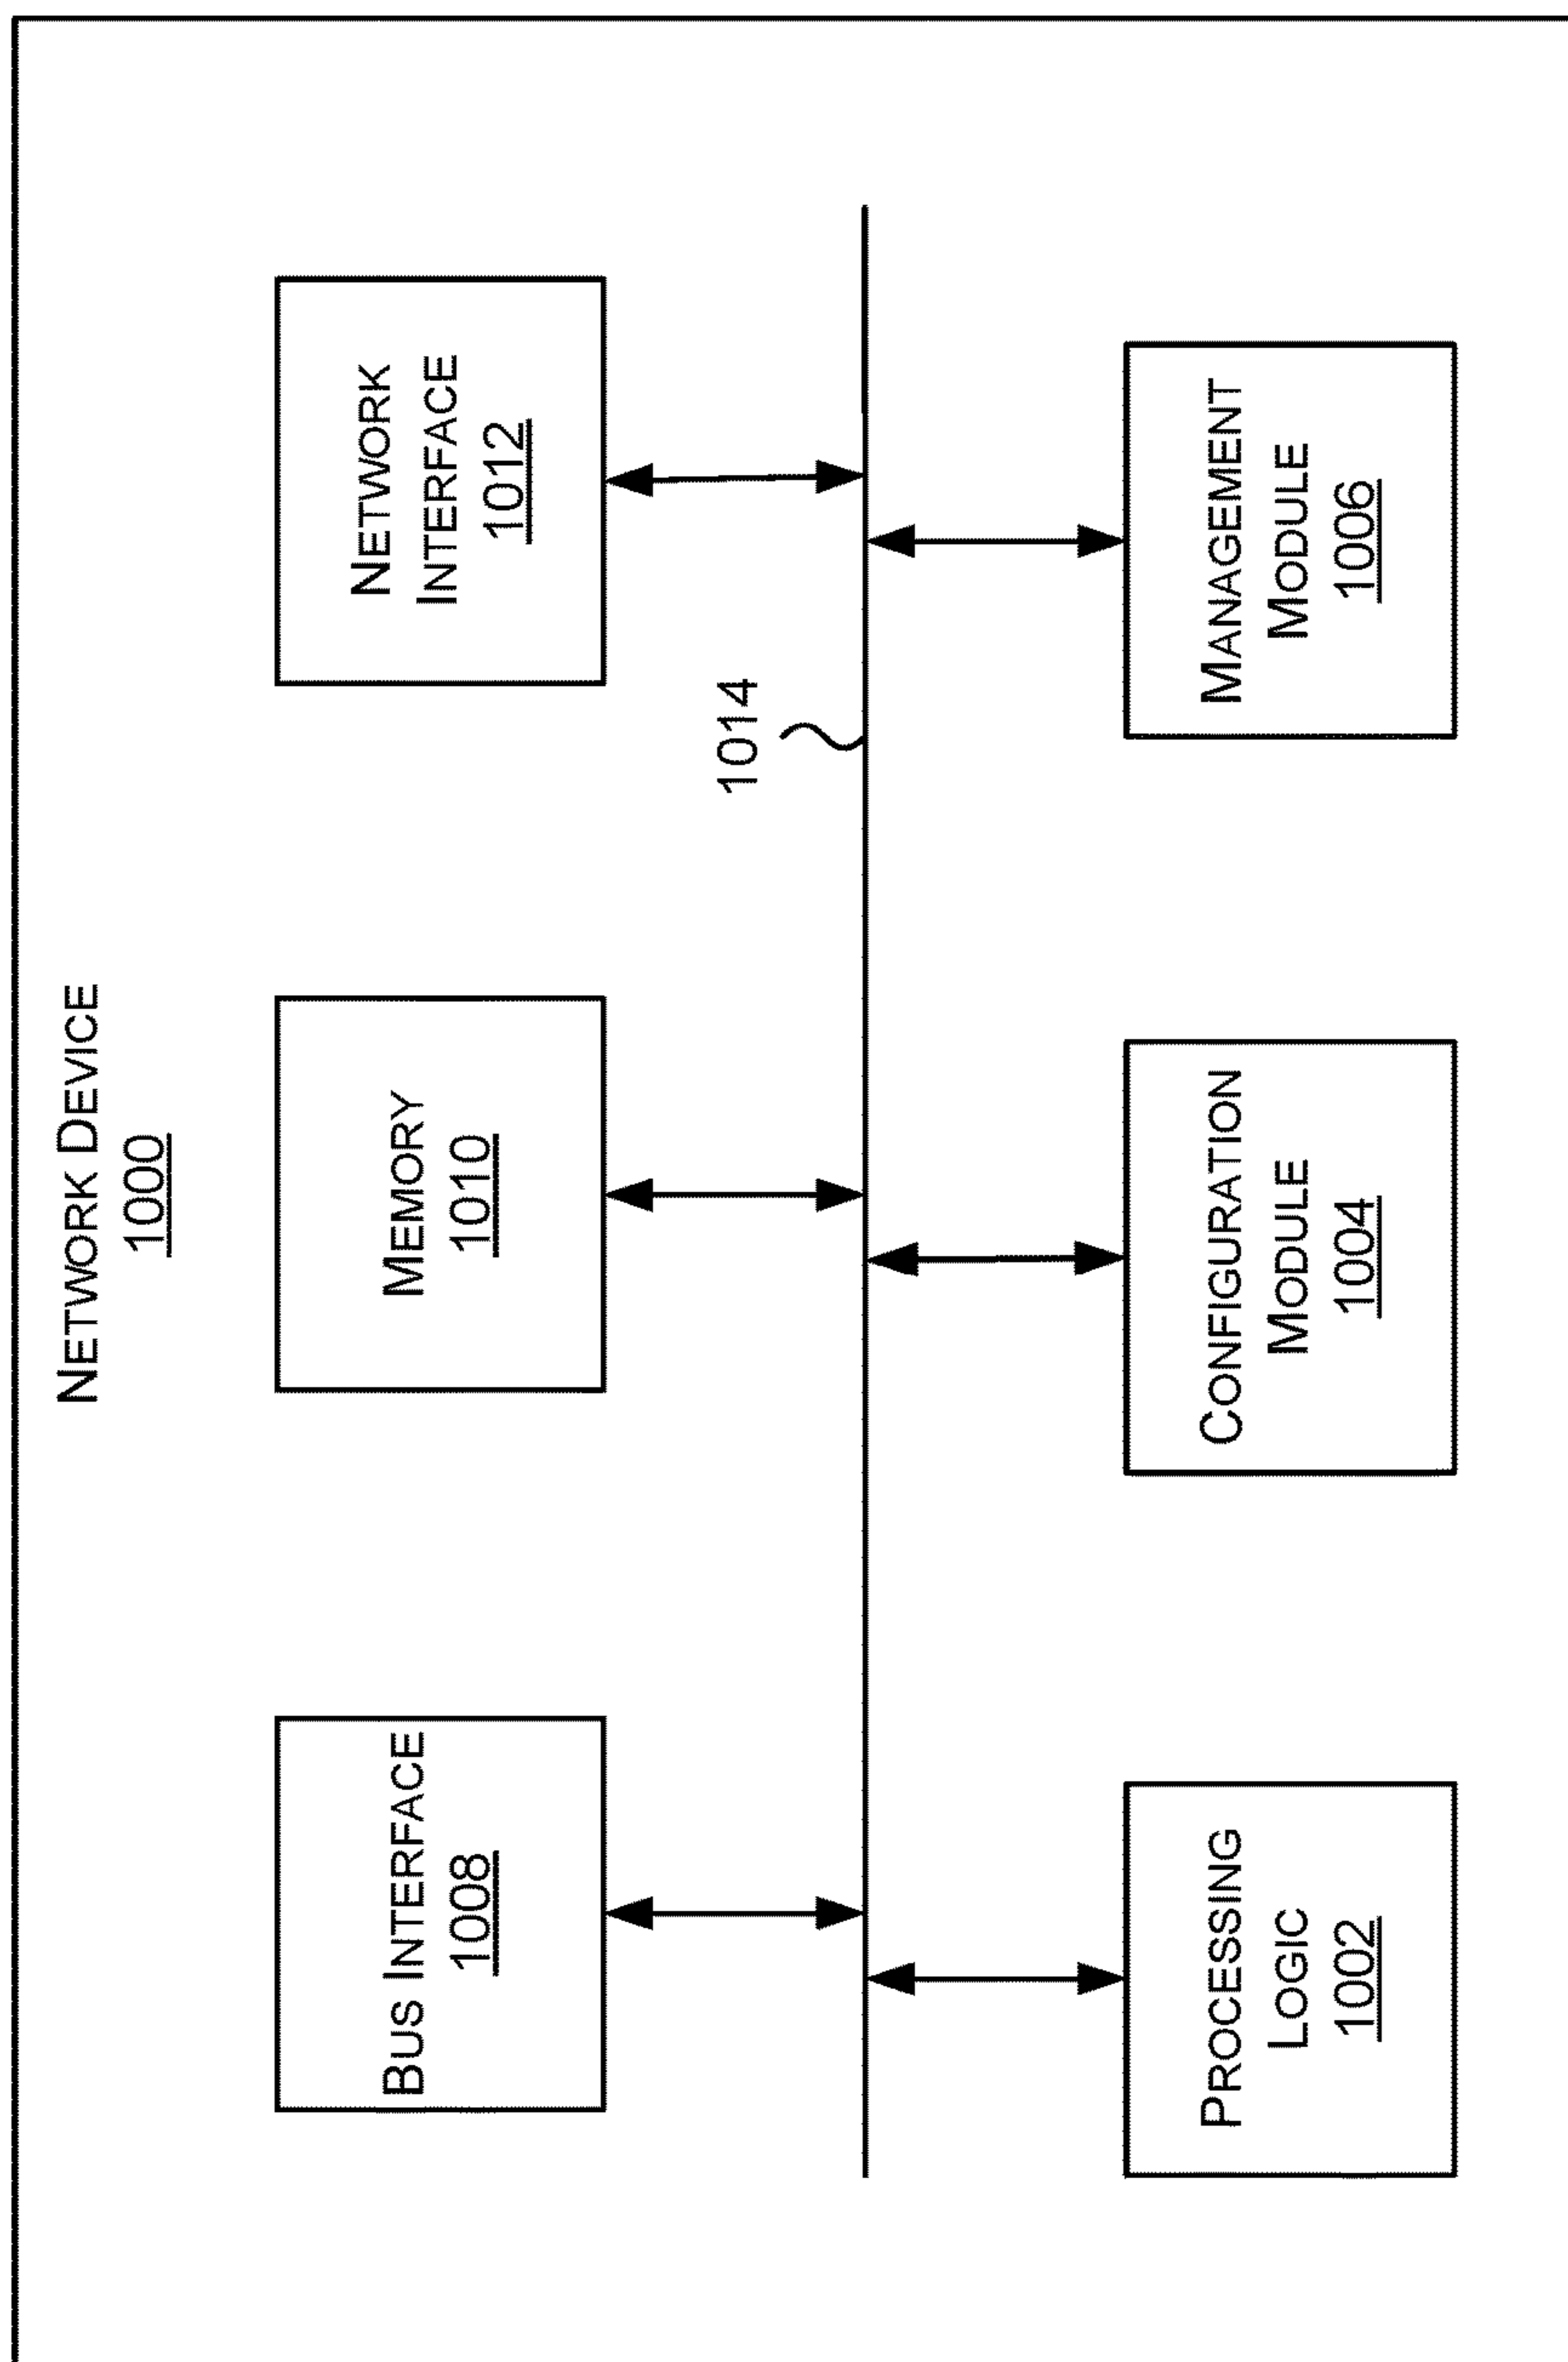 NETWORK DEVICE
1000
BUS INTERFACE
1008
MEMORY
1010
NETWORK
INTERFACE
1012
1014
PROCESSING
LOGIC
1002
CONFIGURATION
MODULE
1004
MANAGEMENT
MODULE
1006